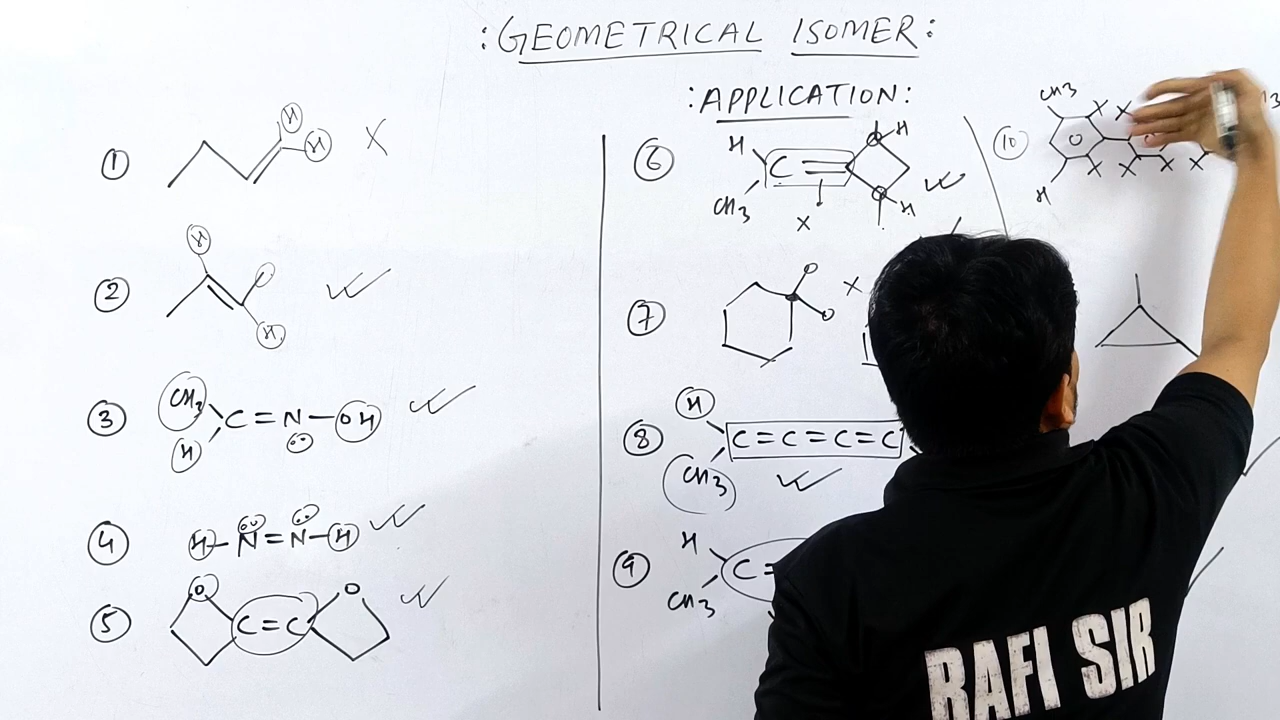 :GEOMETRICAL ISOMER:
:APPLICATION:
①
H
H
X
②
H
H
③
CH3
H
C=N-OH
④
H-N=N-H
⑤
O
C=C
O
⑥
H
CH3
C
H
H
X
⑦
X
⑧
H
CH3
C=C=C=C
⑨
H
CH3
C=
⑩
CH3
X X
X X X X
H
RAFI SIR